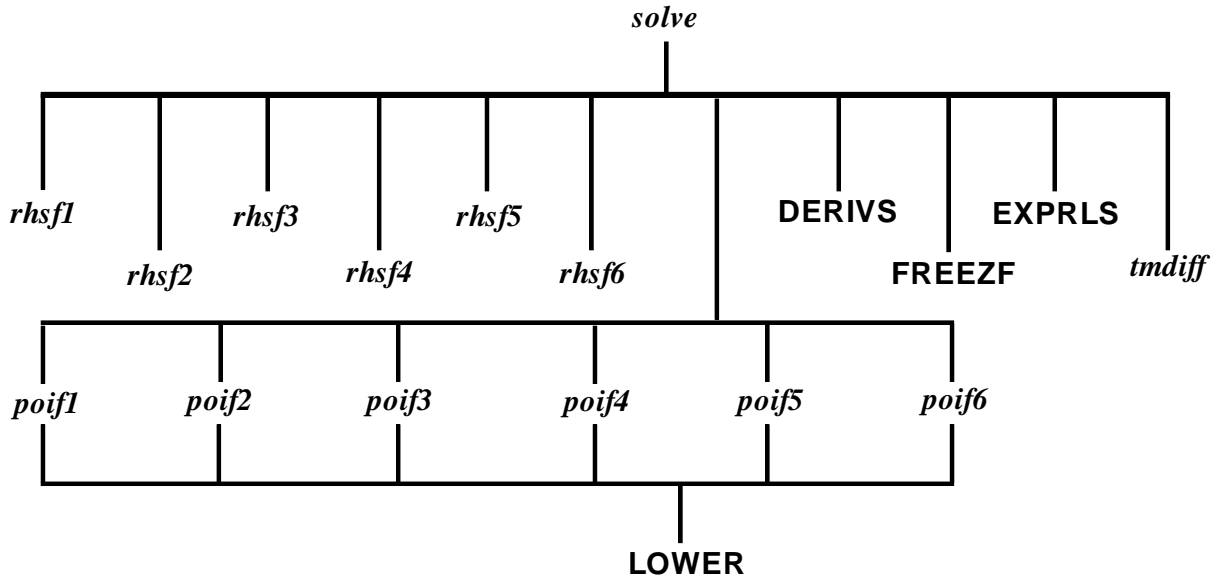 solve
rhsf1
rhsf2
rhsf3
rhsf4
rhsf5
rhsf6
DERIVS
FREEZF
EXPRLS
tmdiff
poif1
poif2
poif3
poif4
poif5
poif6
LOWER